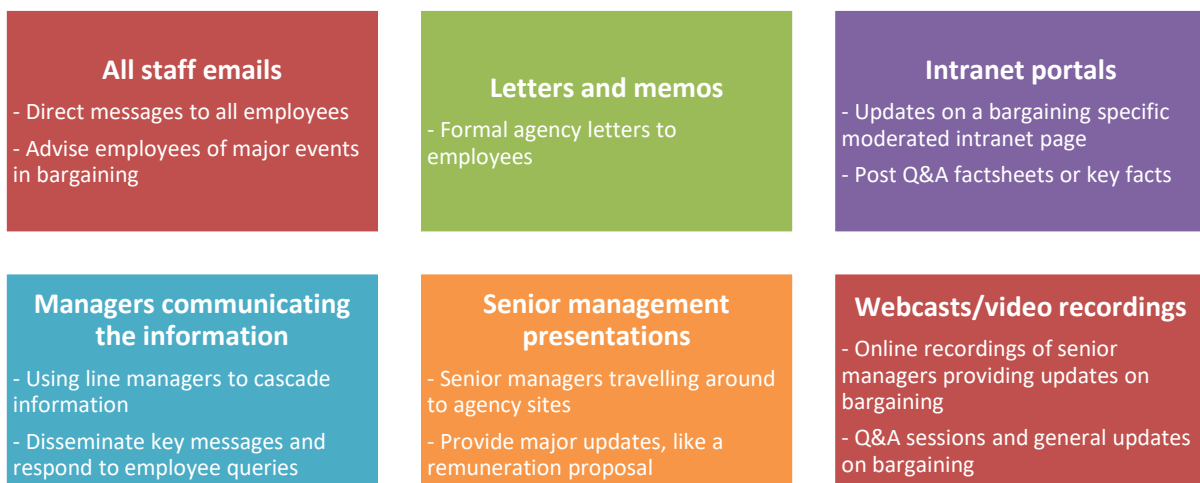 All staff emails
- Direct messages to all employees
- Advise employees of major events
in bargaining
Letters and memos
- Formal agency letters to
employees
Intranet portals
- Updates on a bargaining specific
moderated intranet page
- Post Q&A factsheets or key facts
Managers communicating
the information
- Using line managers to cascade
information
- Disseminate key messages and
respond to employee queries
Senior management
presentations
- Senior managers travelling around
to agency sites
- Provide major updates, like a
remuneration proposal
Webcasts/video recordings
- Online recordings of senior
managers providing updates on
bargaining
- Q&A sessions and general updates
on bargaining